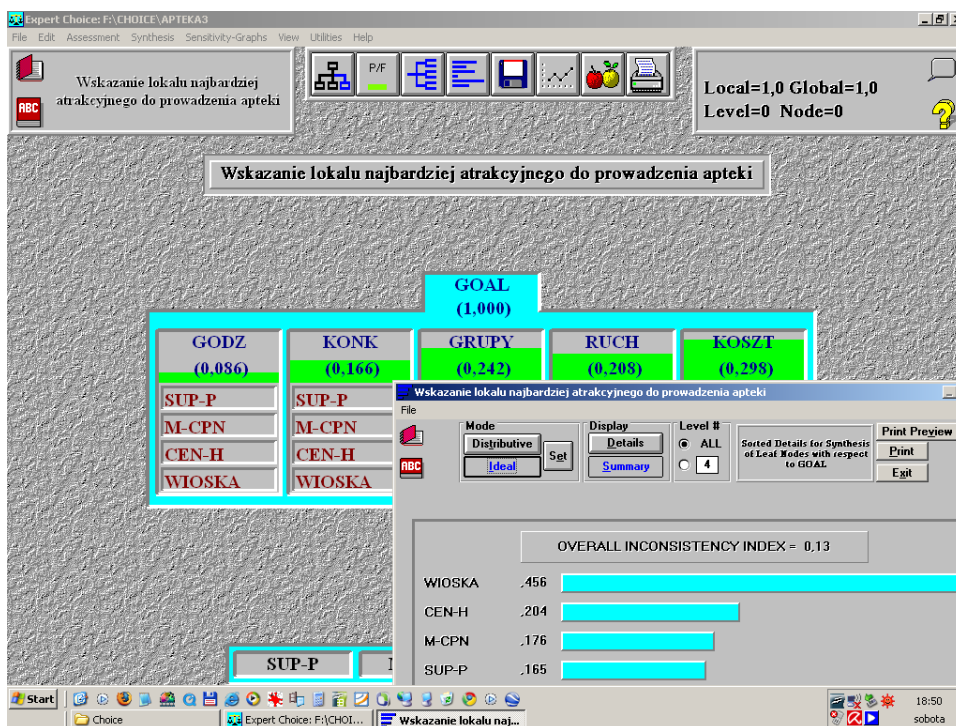 Expert Choice: F:\CHOICE\APTEKA3
File Edit Assessment Synthesis Sensitivity-Graphs View Utilities Help
Wskazanie lokalu najbardziej
atrakcyjnego do prowadzenia apteki
ABC
P/F
Local=1,0 Global=1,0
Level=0 Node=0
Wskazanie lokalu najbardziej atrakcyjnego do prowadzenia apteki
GOAL
(1,000)
GODZ KONK GRUPY RUCH KOSZT
(0,086) (0,166) (0,242) (0,208) (0,298)
SUP-P SUP-P
M-CPN M-CPN
CEN-H CEN-H
WIOSKA WIOSKA
Wskazanie lokalu najbardziej atrakcyjnego do prowadzenia apteki
File
ABC
Mode
Distributive
Ideal
Set
Display
Details
Summary
Level #
ALL
4
Sorted Details for Synthesis
of Leaf Nodes with respect
to GOAL
Print Preview
Print
Exit
OVERALL INCONSISTENCY INDEX = 0,13
WIOSKA ,456
CEN-H ,204
M-CPN ,176
SUP-P ,165
SUP-P
Start
18:50
Choice
Expert Choice: F:\CHOI...
Wskazanie lokalu naj...
sobota